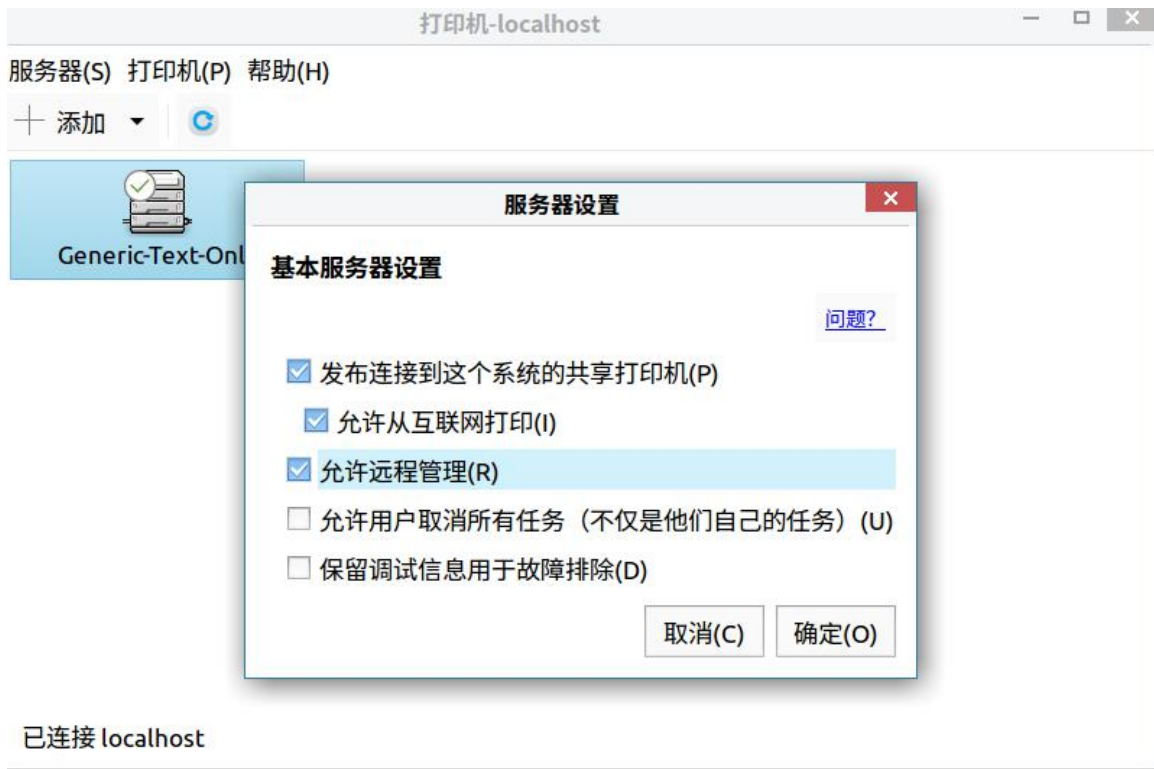 打印机-localhost
服务器(S) 打印机(P) 帮助(H)
添加
Generic-Text-Onl
服务器设置
基本服务器设置
问题?
发布连接到这个系统的共享打印机(P)
允许从互联网打印(I)
允许远程管理(R)
允许用户取消所有任务（不仅是他们自己的任务）(U)
保留调试信息用于故障排除(D)
取消(C) 确定(O)
已连接 localhost